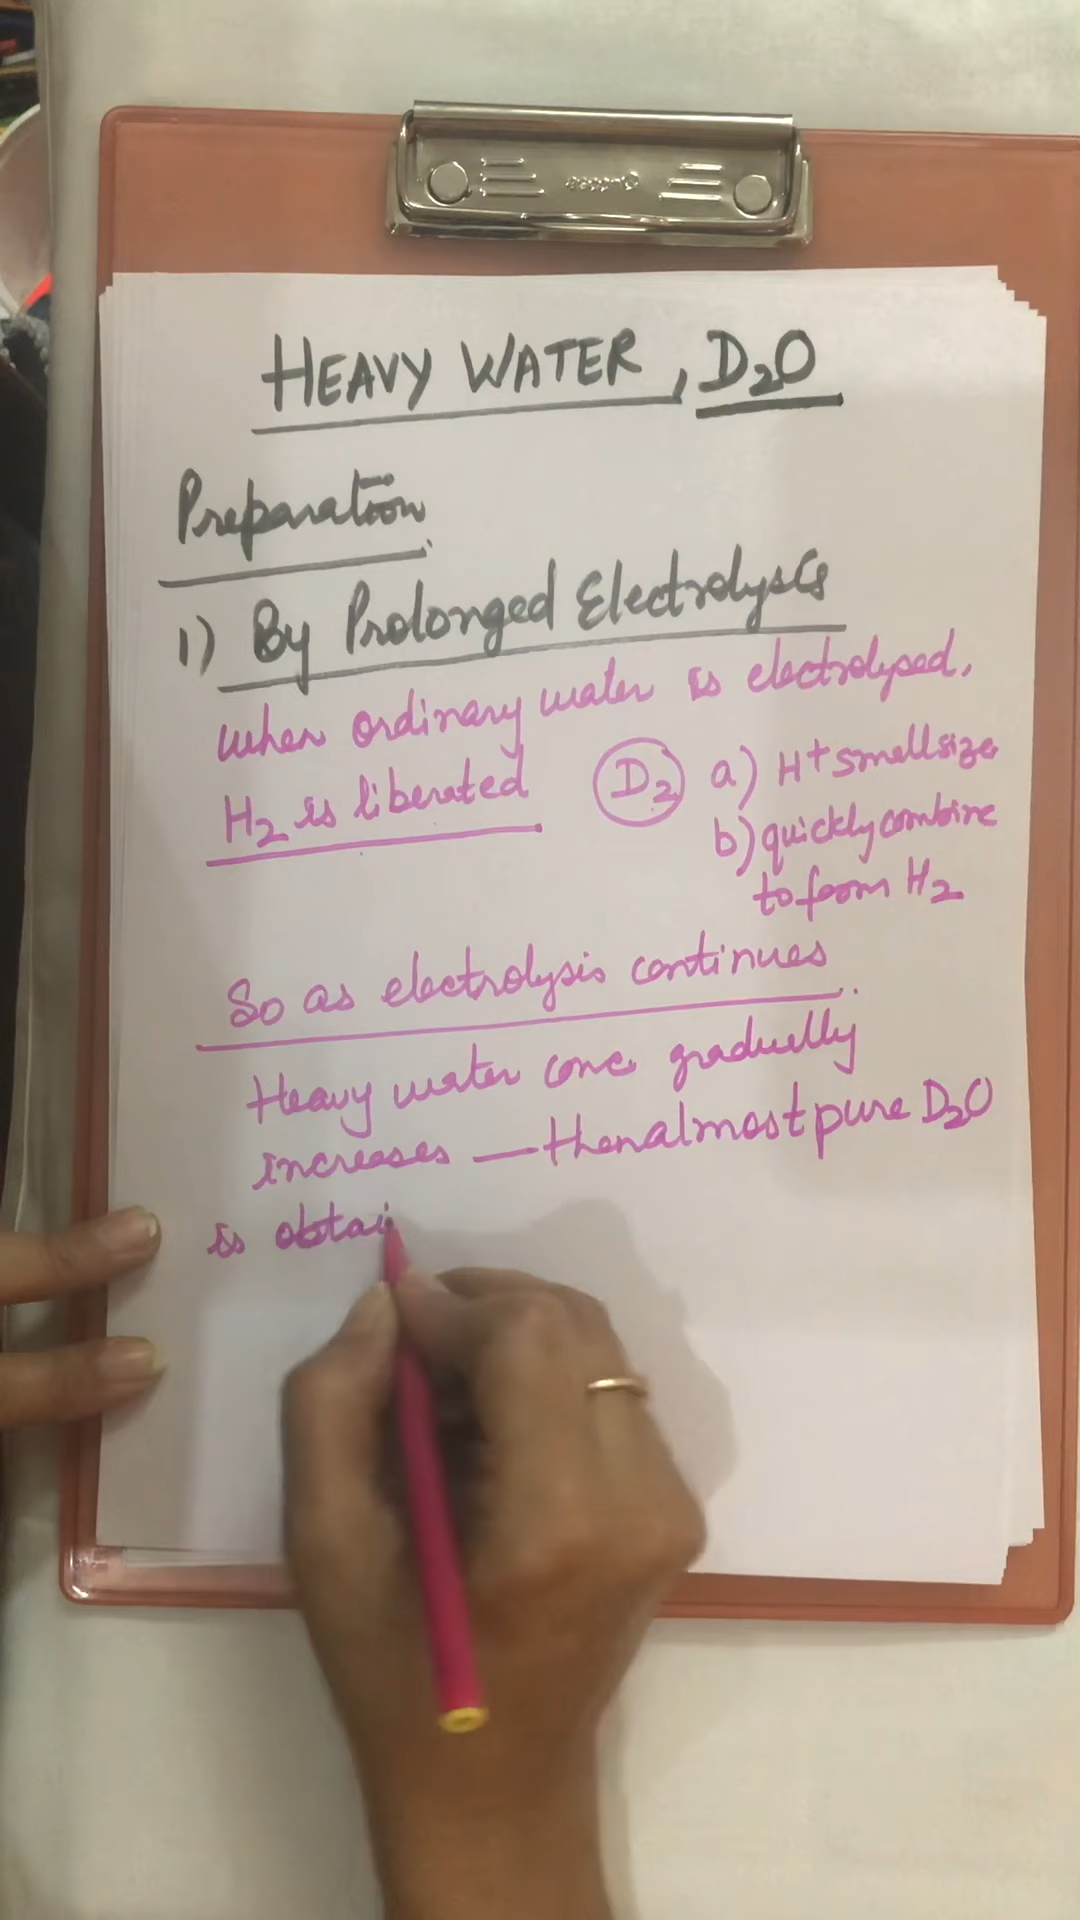 HEAVY WATER, D₂O
Preparation
1) By Prolonged Electrolysis
when ordinary water is electrolysed,
H₂ is liberated
D₂
a) H+ small size
b) quickly combine
to form H₂
So as electrolysis continues
Heavy water conc. gradually
increases — then almost pure D₂O
is obtai